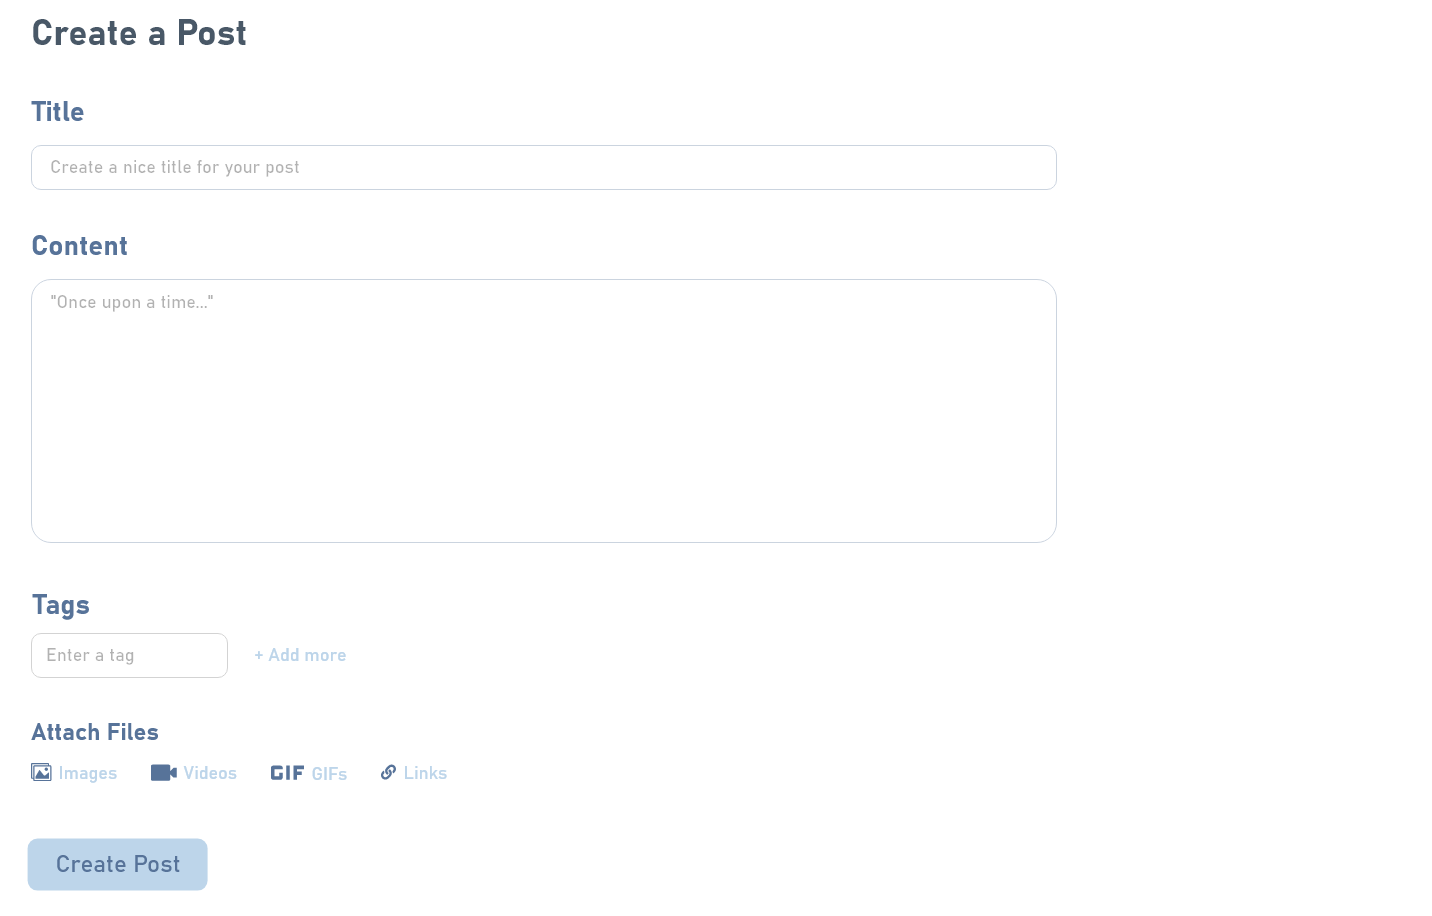 Create a Post
Title
Create a nice title for your post
Content
"Once upon a time..."
Tags
Enter a tag
+ Add more
Attach Files
Images Videos GIF GIFs Links
Create Post